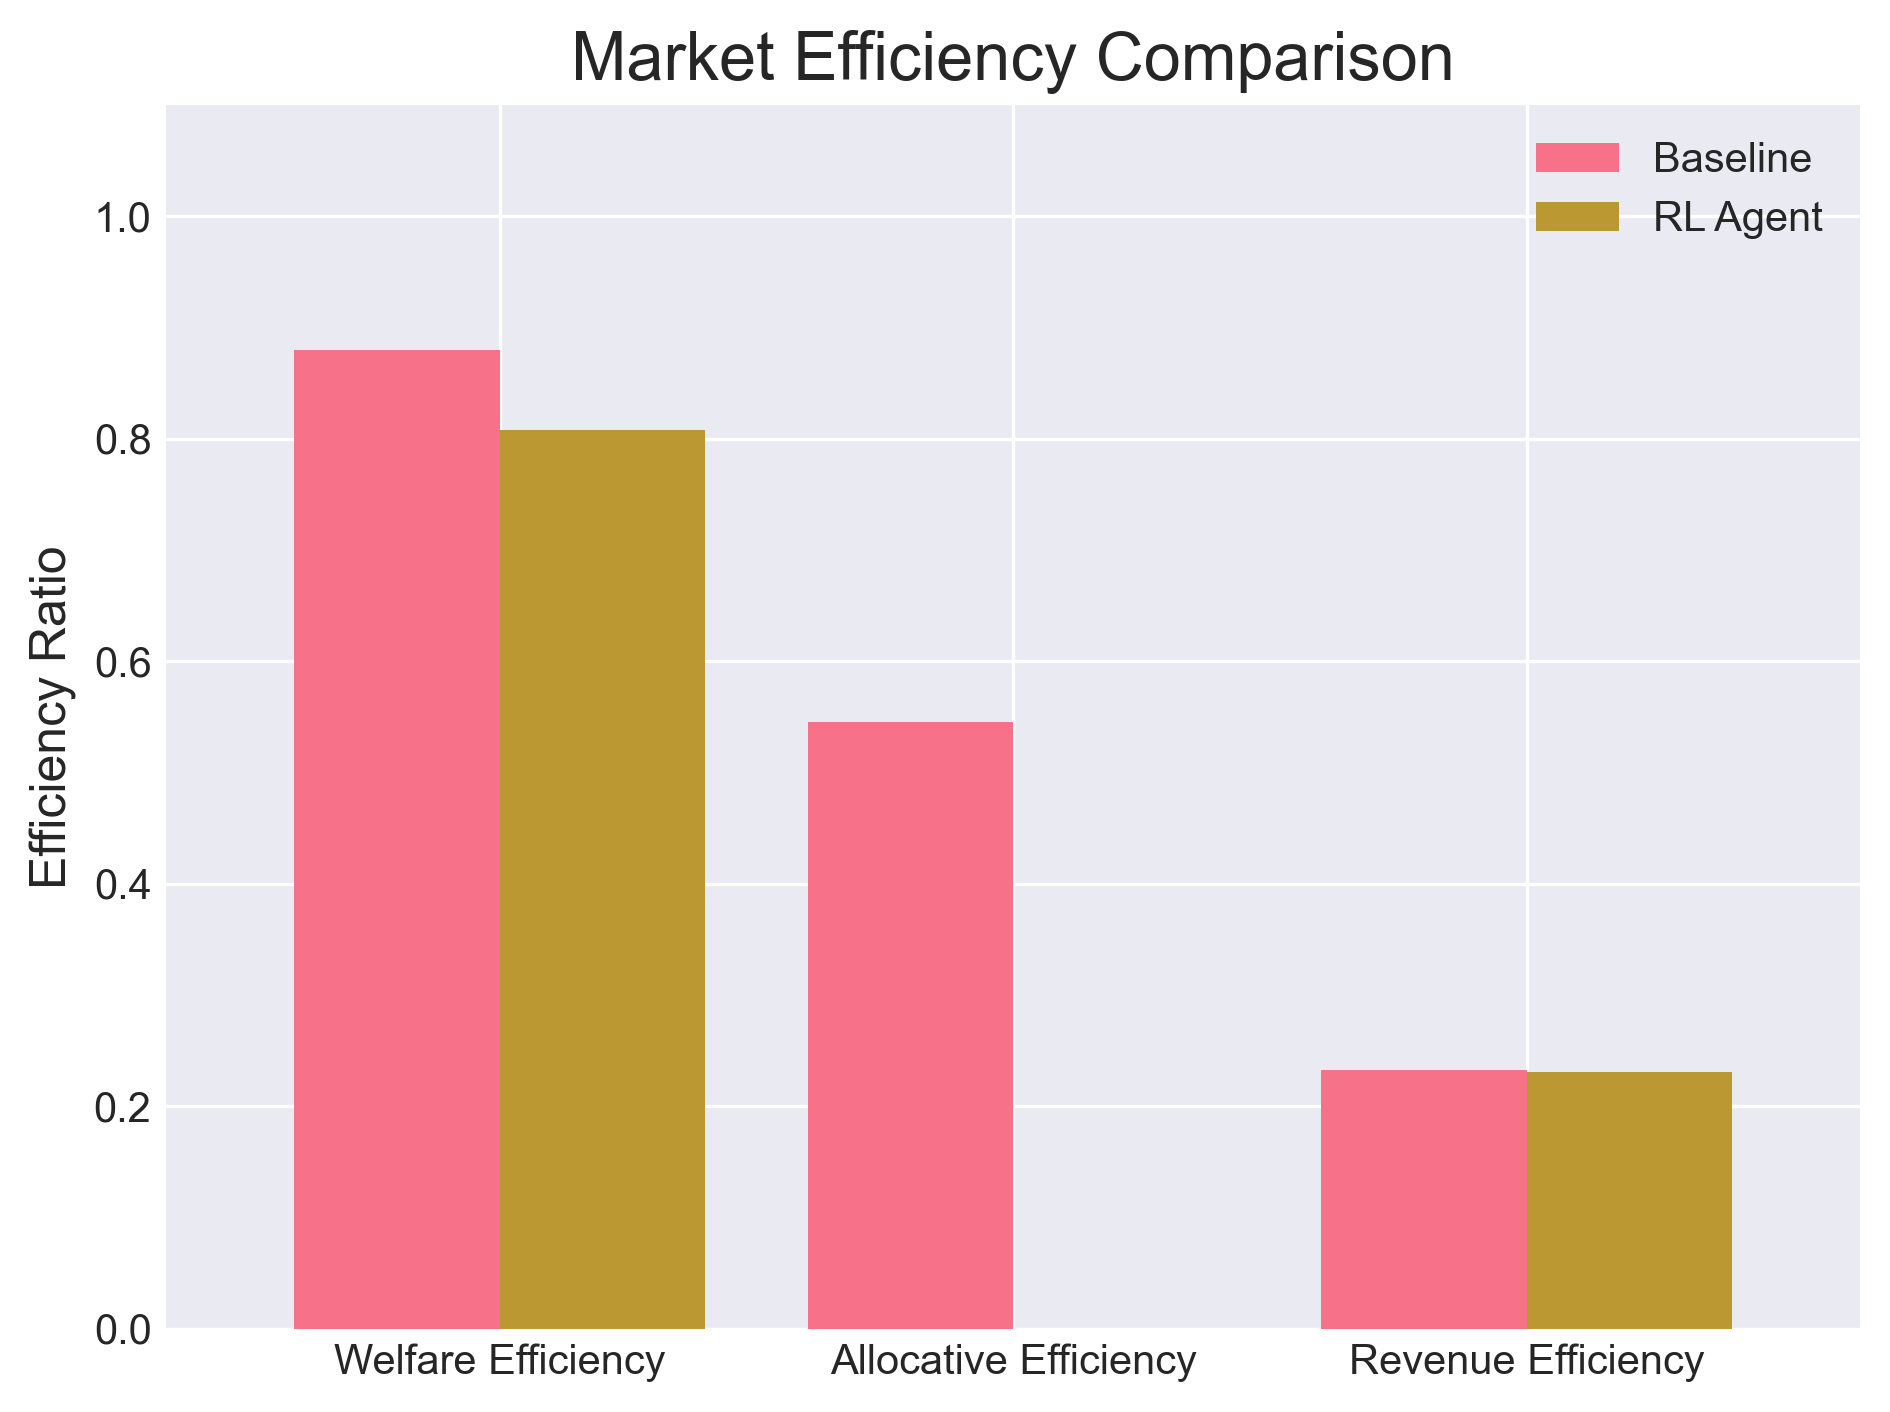 Market Efficiency Comparison
Baseline
RL Agent
Efficiency Ratio
1.0
0.8
0.6
0.4
0.2
0.0
Welfare Efficiency
Allocative Efficiency
Revenue Efficiency